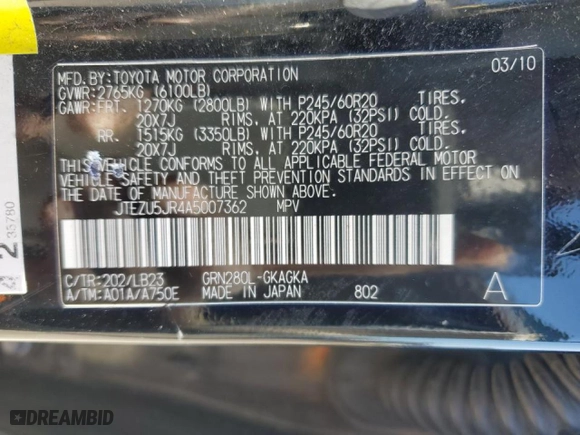 MFD.BY:TOYOTA MOTOR CORPORATION 03/10
GVWR:2765KG (6100LB)
GAWR:FRT. 1270KG (2800LB) WITH P245/60R20 TIRES,
20X7J RIMS, AT 220KPA (32PSI) COLD.
RR. 1515KG (3350LB) WITH P245/60R20 TIRES,
20X7J RIMS, AT 220KPA (32PSI) COLD.
THIS VEHICLE CONFORMS TO ALL APPLICABLE FEDERAL MOTOR
VEHICLE SAFETY AND THEFT PREVENTION STANDARDS IN EFFECT ON
THE DATE OF MANUFACTURE SHOWN ABOVE.
JTEZU5JR4A5007362 MPV
C/TR:202/LB23 GRN280L-GKAGKA
A/TM:A01A/A750E MADE IN JAPAN 802 A
2 35780
DREAMBID